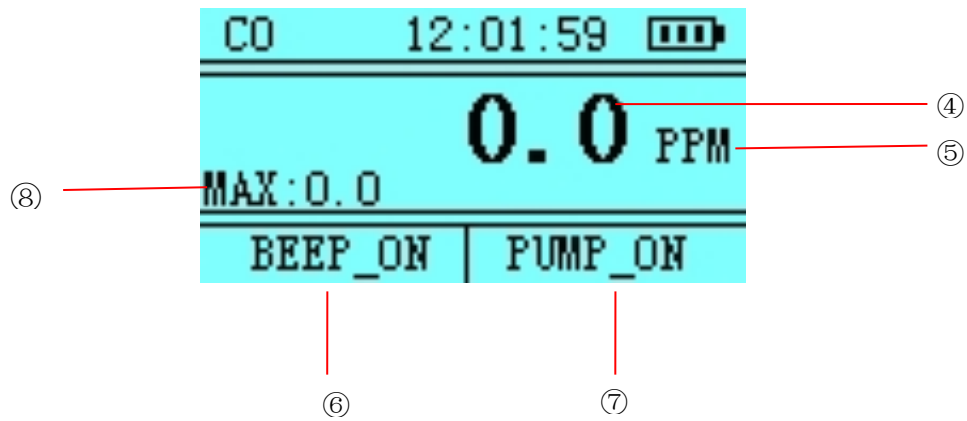 CO 12:01:59
0.0 ④
PPM ⑤
⑧ MAX:0.0
BEEP_ON PUMP_ON
⑥ ⑦